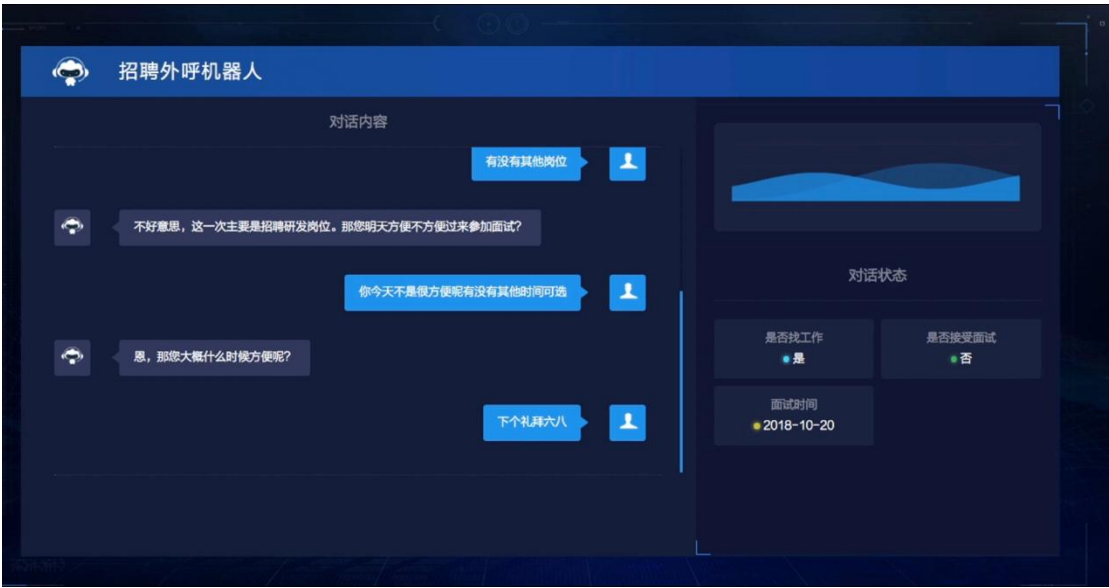 招聘外呼机器人
对话内容
有没有其他岗位
不好意思，这一次主要是招聘研发岗位。那您明天方便不方便过来参加面试？
你今天不是很方便呢有没有其他时间可选
恩，那您大概什么时候方便呢？
下个礼拜六八
对话状态
是否找工作
是
是否接受面试
否
面试时间
2018-10-20